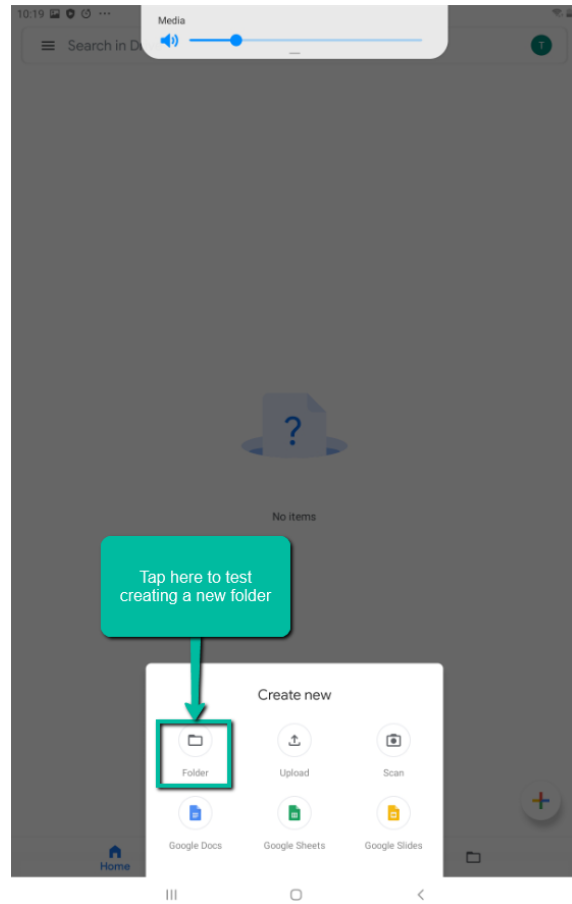 10:19
Media
Search in D
T
?
No items
Tap here to test
creating a new folder
Create new
Folder
Upload
Scan
Google Docs
Google Sheets
Google Slides
Home